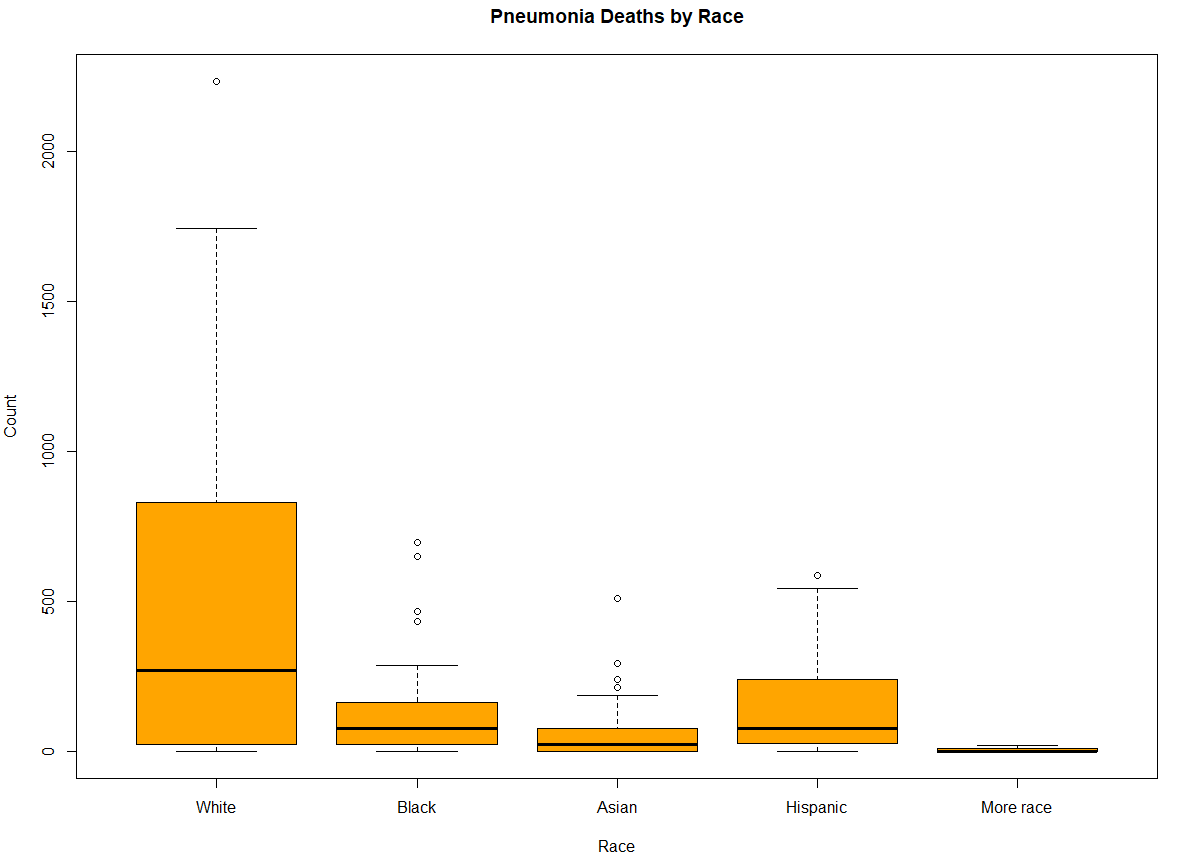 Pneumonia Deaths by Race
2000
1500
1000
500
0
Count
White Black Asian Hispanic More race
Race